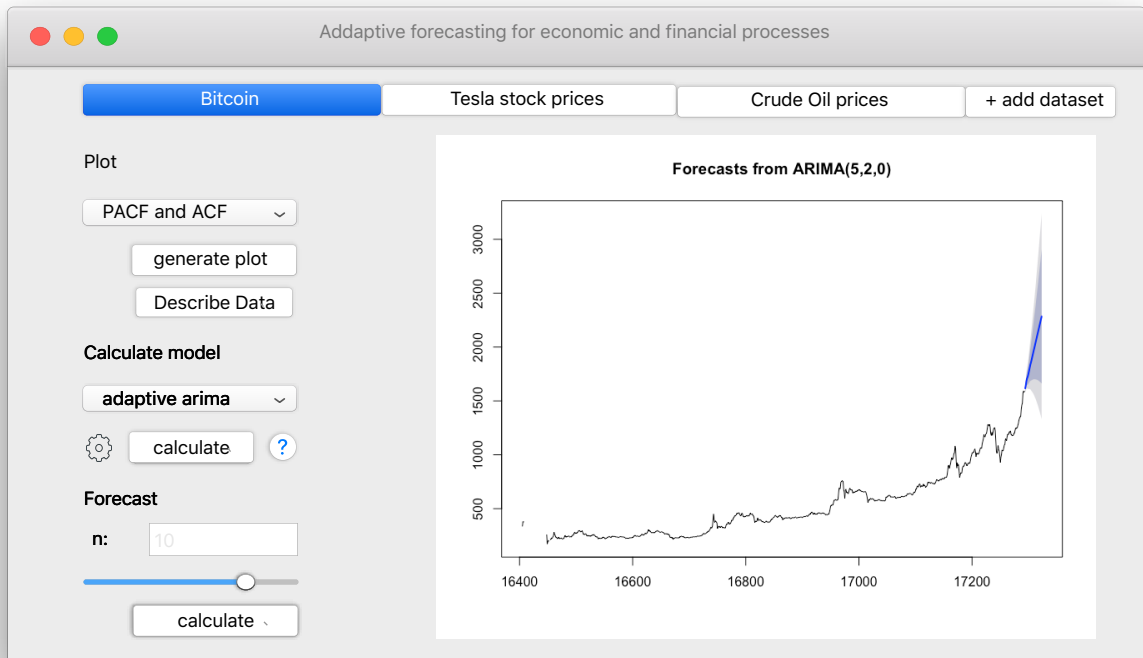 Addaptive forecasting for economic and financial processes
Bitcoin
Tesla stock prices
Crude Oil prices
+ add dataset
Plot
PACF and ACF
generate plot
Describe Data
Calculate model
adaptive arima
calculate
?
Forecast
n:
10
calculate
Forecasts from ARIMA(5,2,0)
3000
2500
2000
1500
1000
500
16400
16600
16800
17000
17200